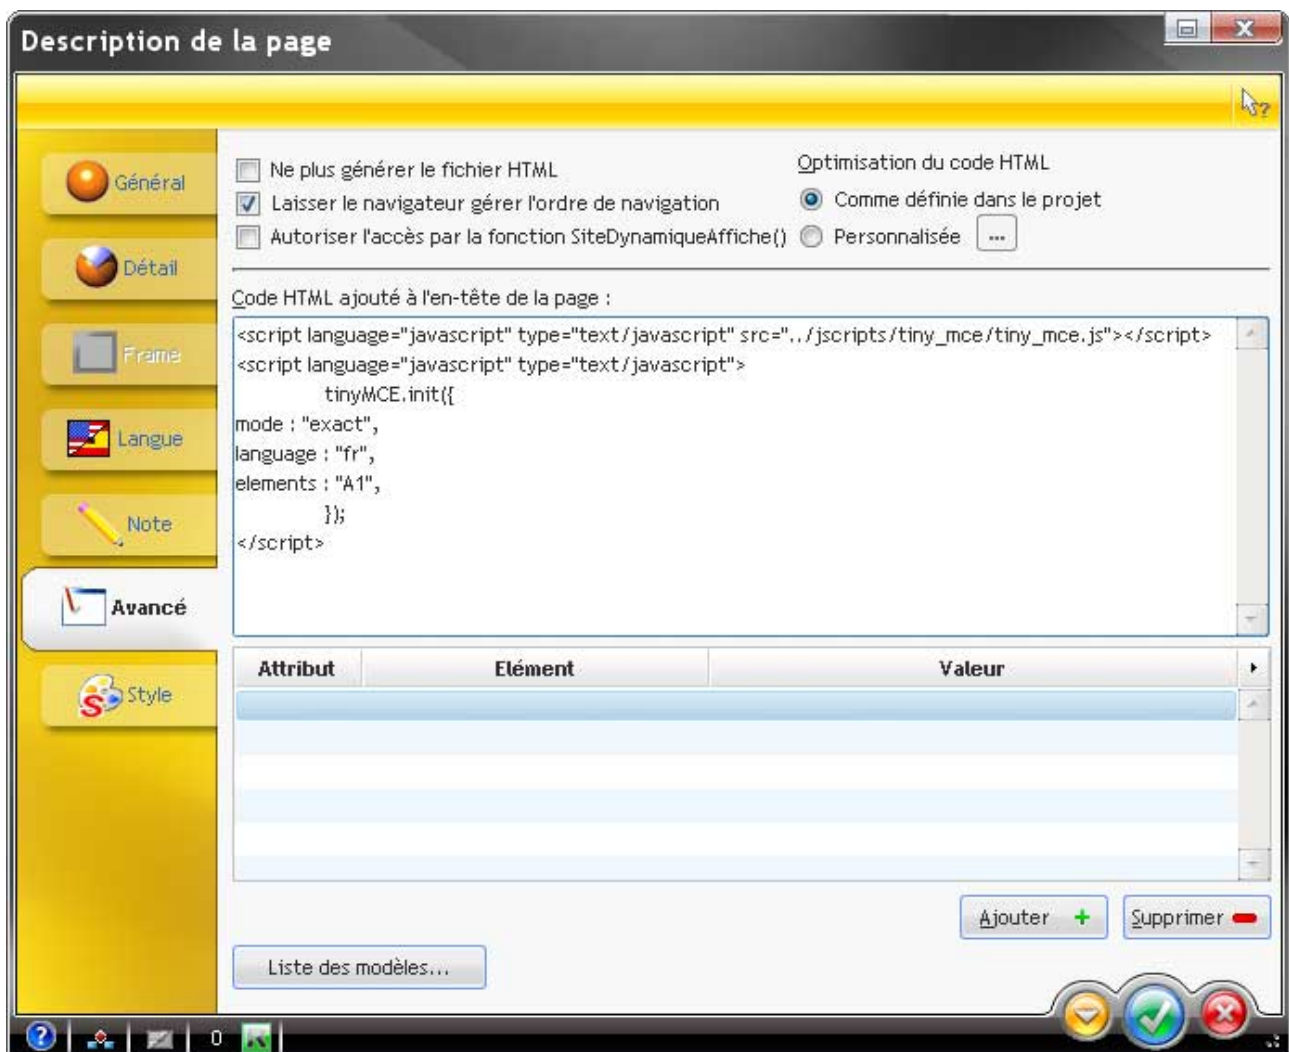 Description de la page
Général
Détail
Frame
Langue
Note
Avancé
Style
Ne plus générer le fichier HTML
Laisser le navigateur gérer l'ordre de navigation
Autoriser l'accès par la fonction SiteDynamiqueAffiche()
Optimisation du code HTML
Comme définie dans le projet
Personnalisée ...
Code HTML ajouté à l'en-tête de la page :
<script language="javascript" type="text/javascript" src="../jscripts/tiny_mce/tiny_mce.js"></script>
<script language="javascript" type="text/javascript">
tinyMCE.init({
mode : "exact",
language : "fr",
elements : "A1",
});
</script>
Attribut Elément Valeur
Ajouter Supprimer
Liste des modèles...
0